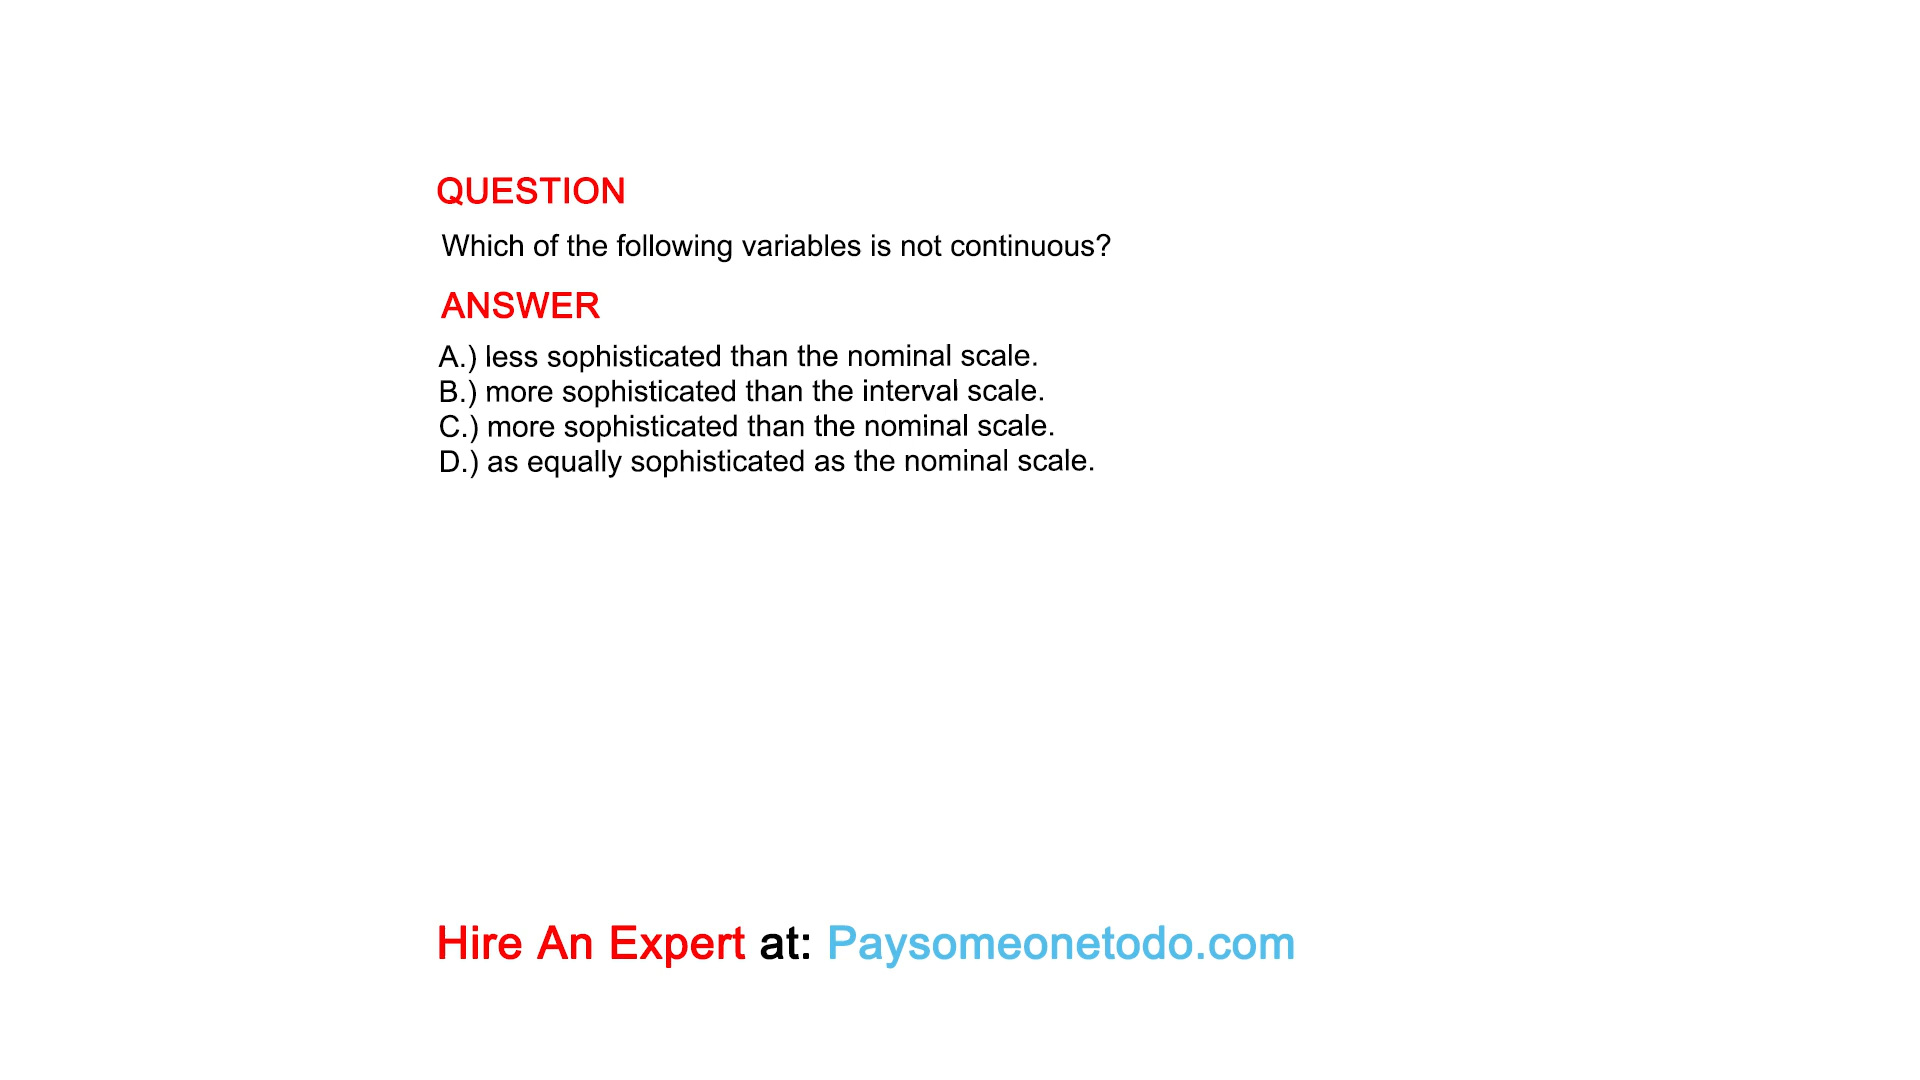 QUESTION
Which of the following variables is not continuous?
ANSWER
A.) less sophisticated than the nominal scale.
B.) more sophisticated than the interval scale.
C.) more sophisticated than the nominal scale.
D.) as equally sophisticated as the nominal scale.
Hire An Expert at: Paysomeonetodo.com